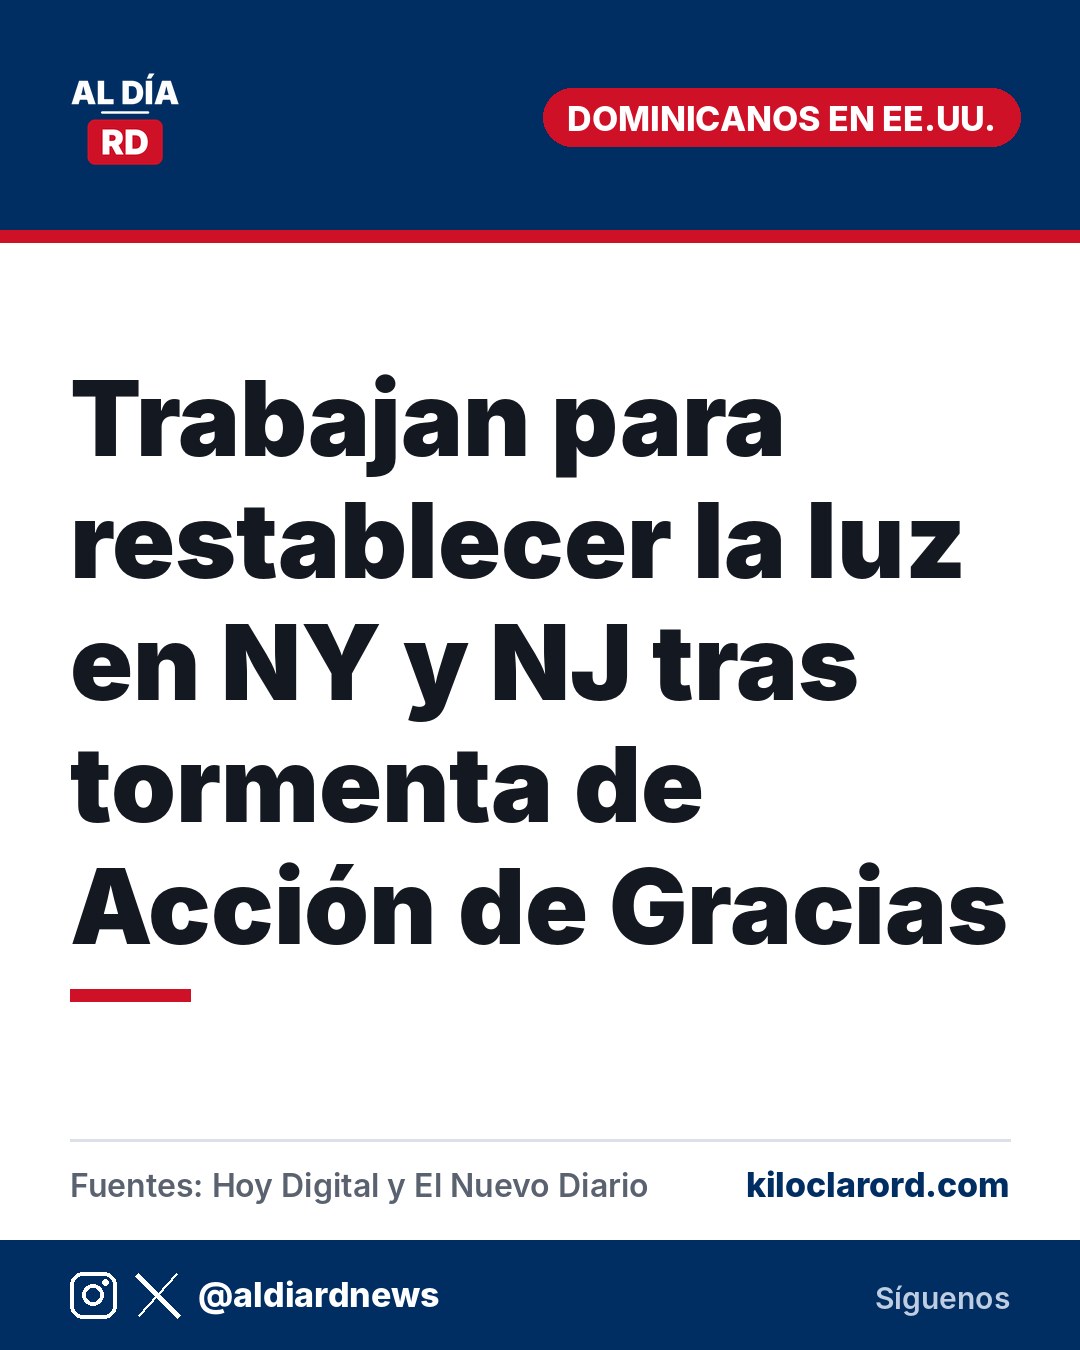 AL DÍA
RD
DOMINICANOS EN EE.UU.
Trabajan para
restablecer la luz
en NY y NJ tras
tormenta de
Acción de Gracias
Fuentes: Hoy Digital y El Nuevo Diario
kiloclarord.com
@aldiardnews
Síguenos